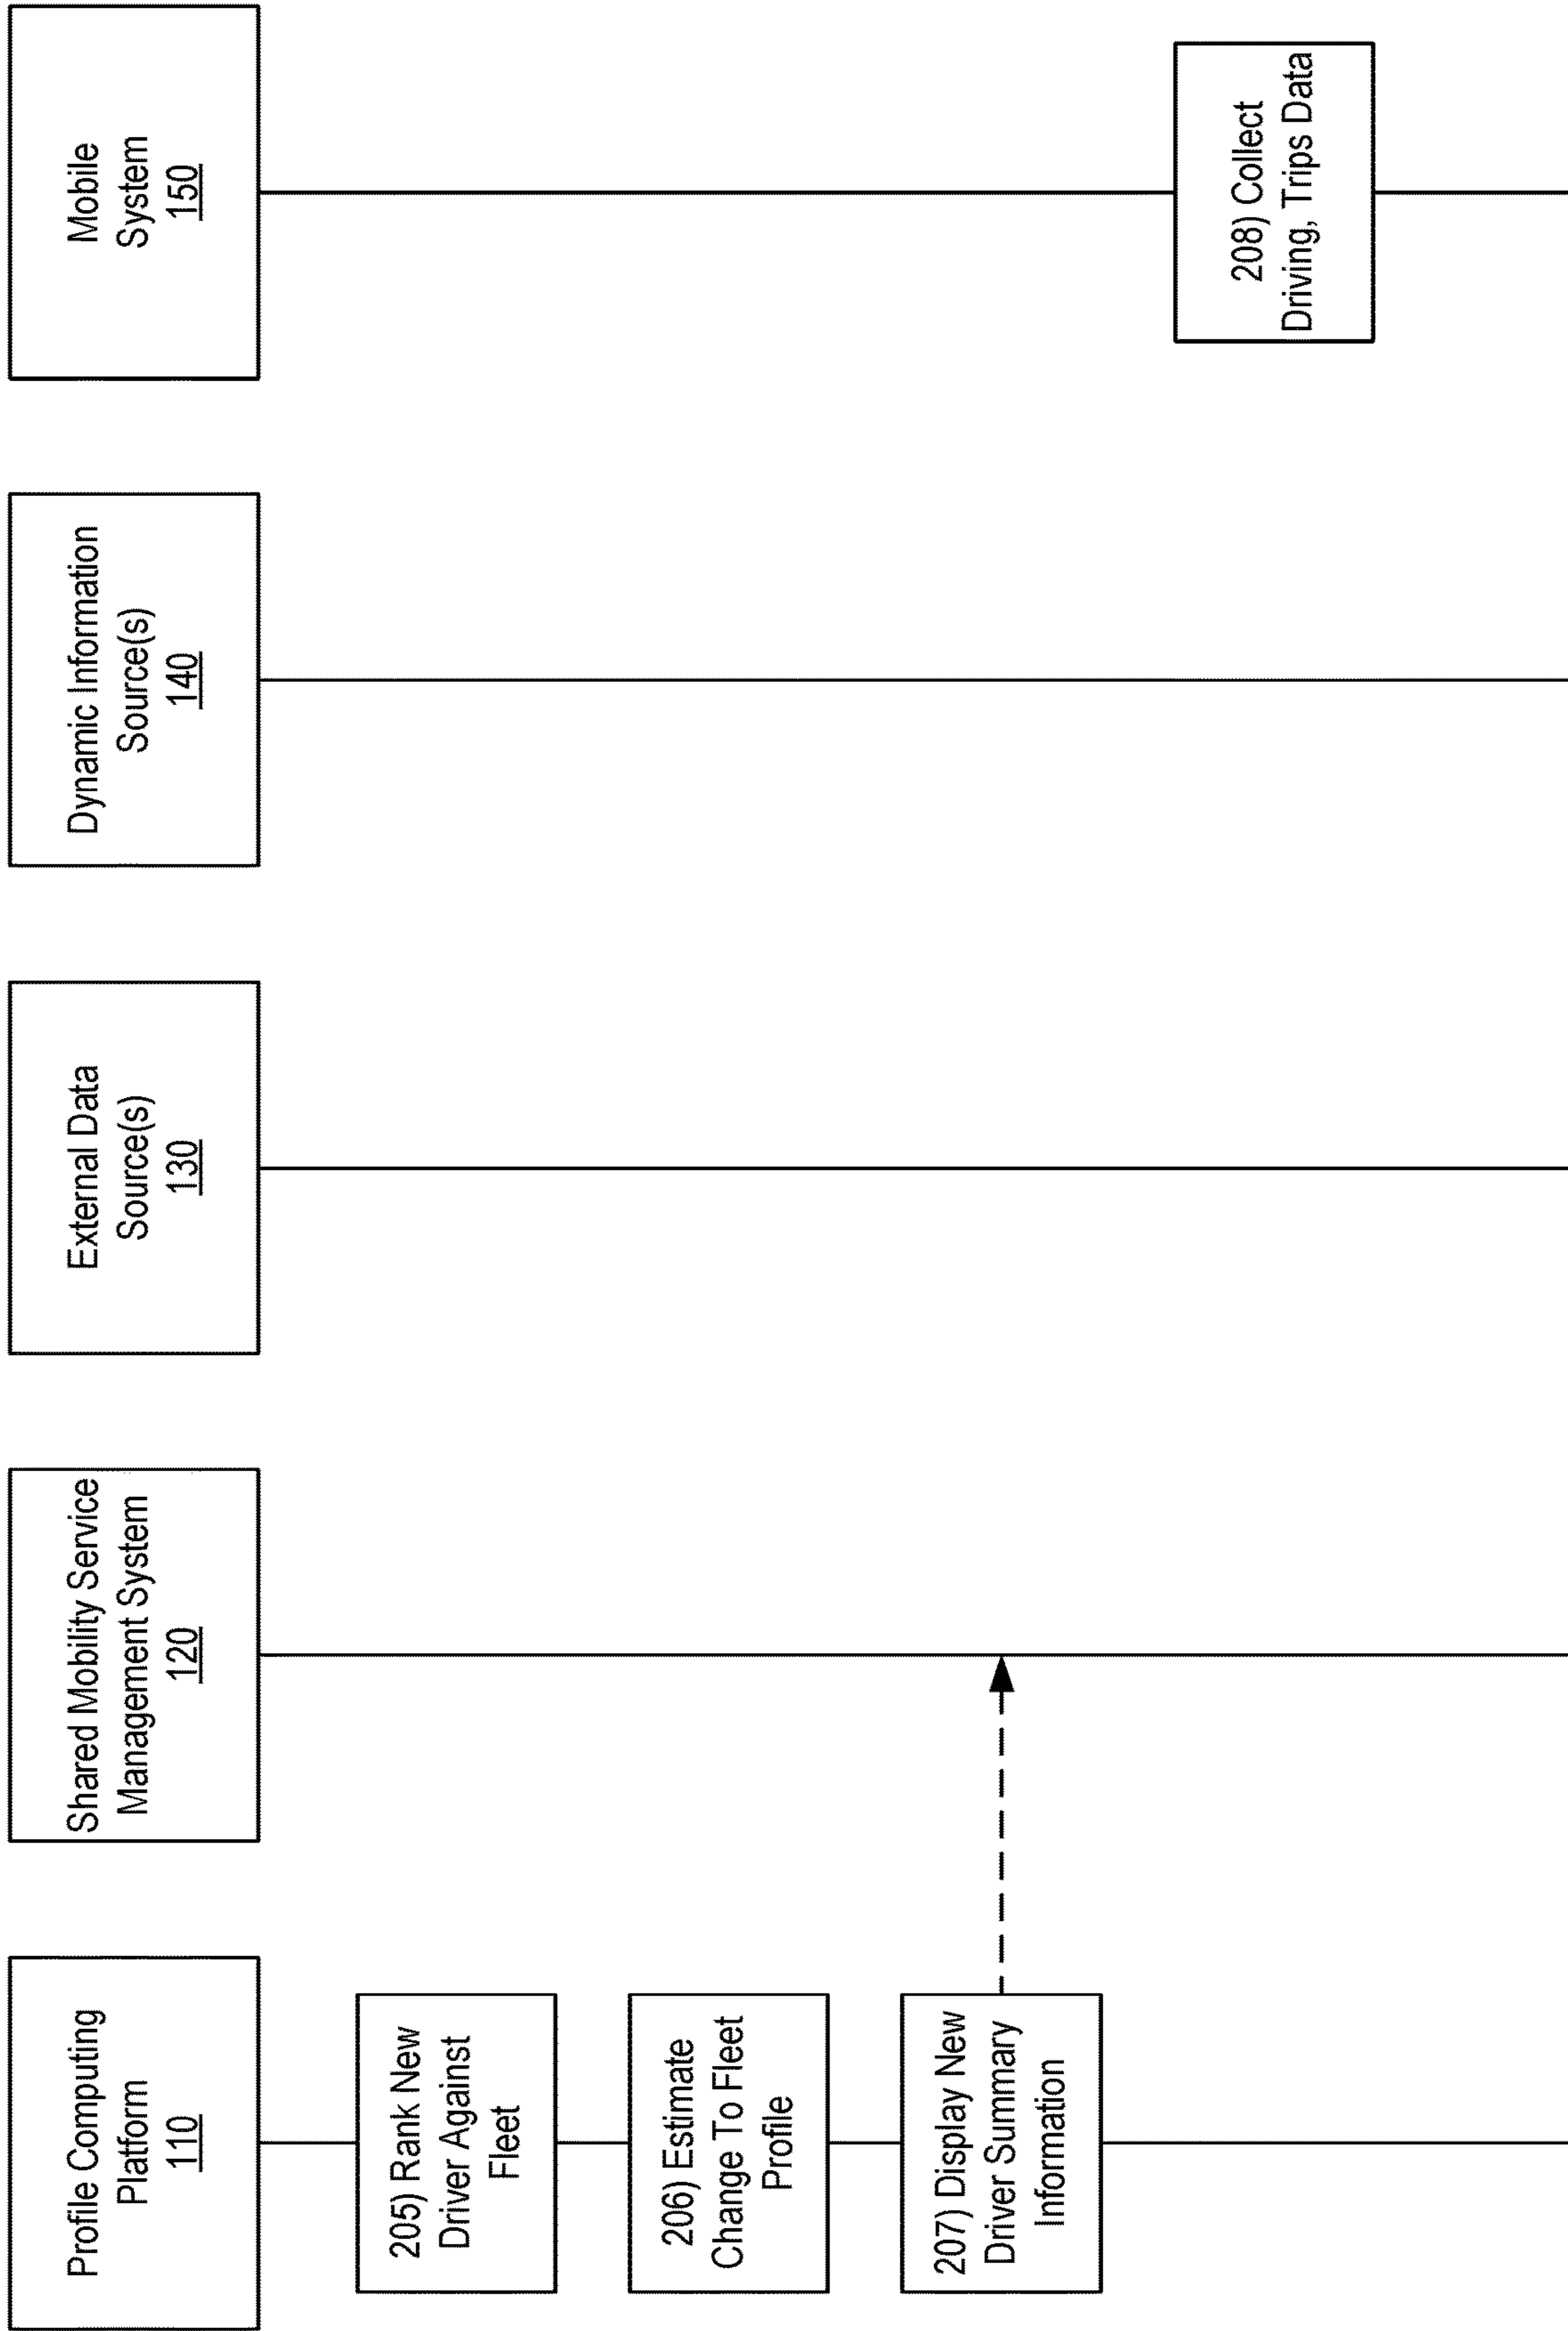 Profile Computing
Platform
110
Shared Mobility Service
Management System
120
External Data
Source(s)
130
Dynamic Information
Source(s)
140
Mobile
System
150
205) Rank New
Driver Against
Fleet
206) Estimate
Change To Fleet
Profile
207) Display New
Driver Summary
Information
208) Collect
Driving, Trips Data